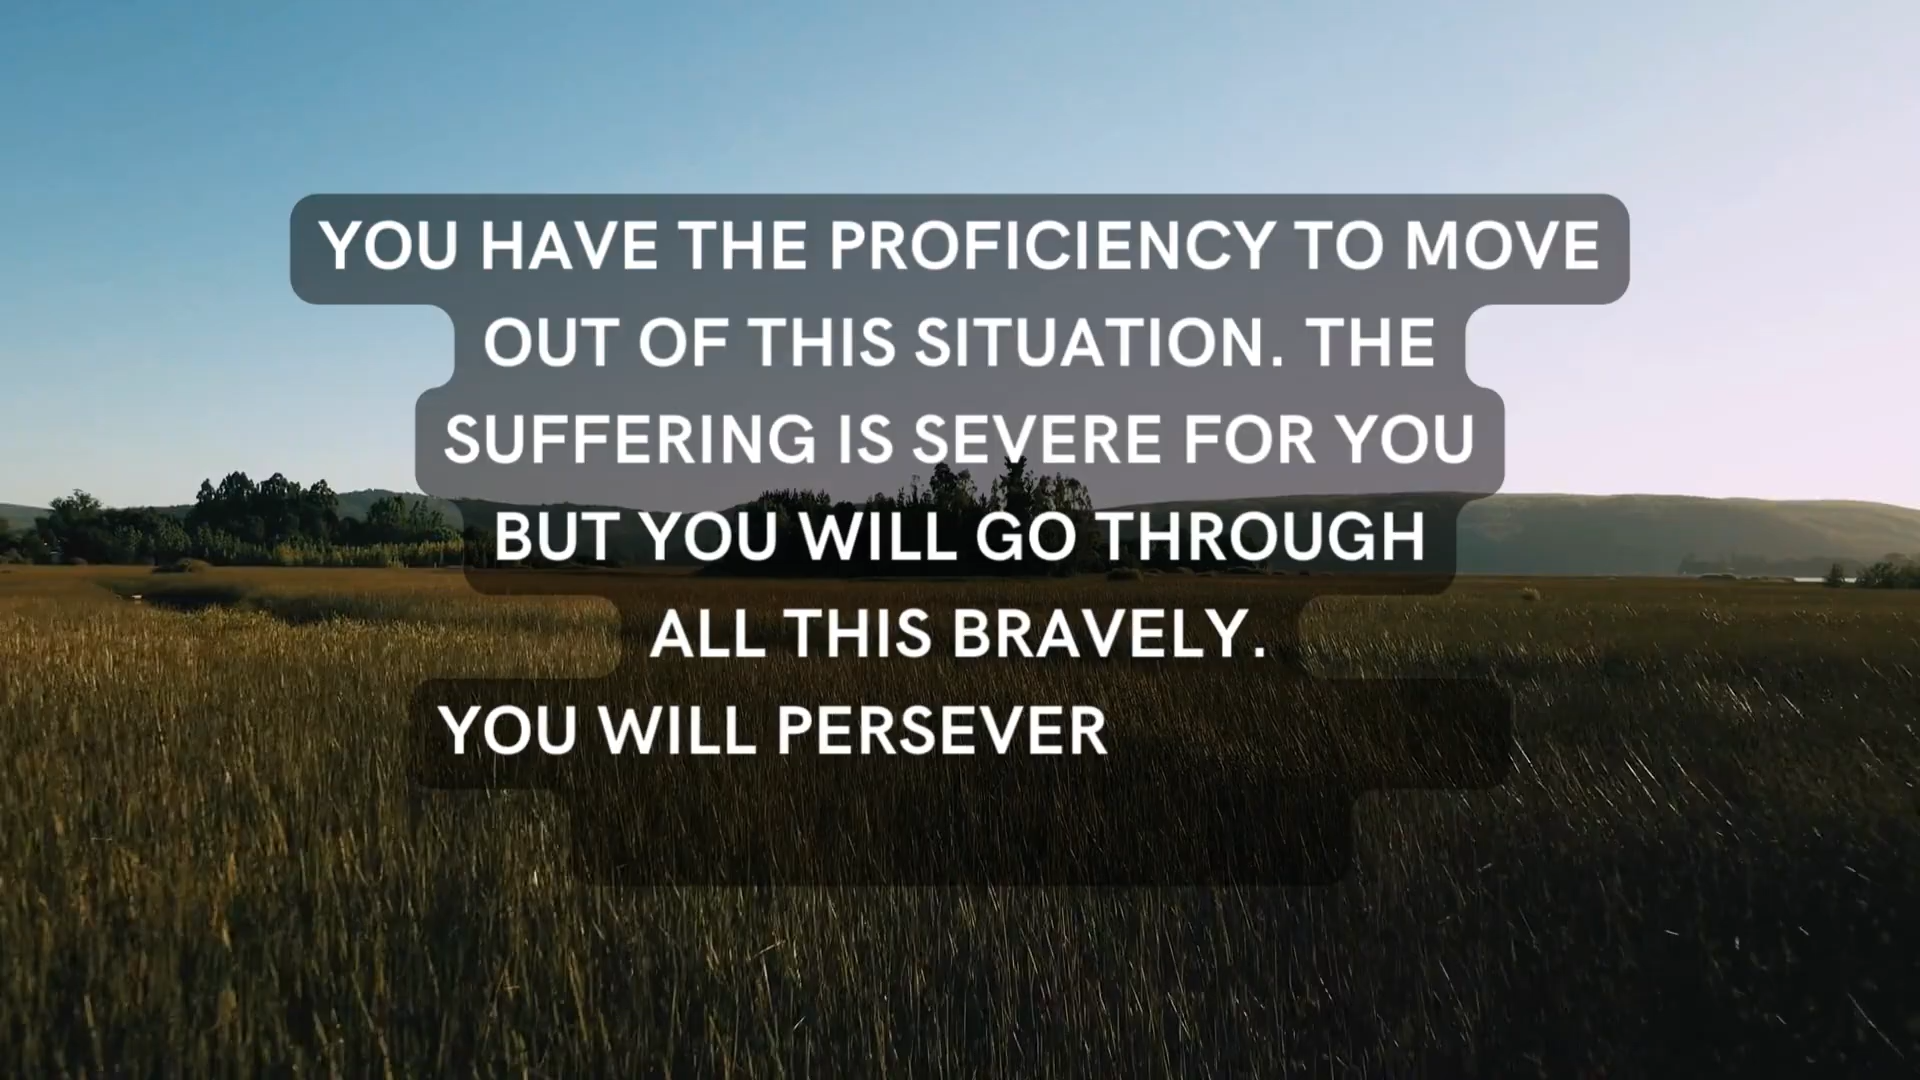 YOU HAVE THE PROFICIENCY TO MOVE
OUT OF THIS SITUATION. THE
SUFFERING IS SEVERE FOR YOU
BUT YOU WILL GO THROUGH
ALL THIS BRAVELY.
YOU WILL PERSEVER